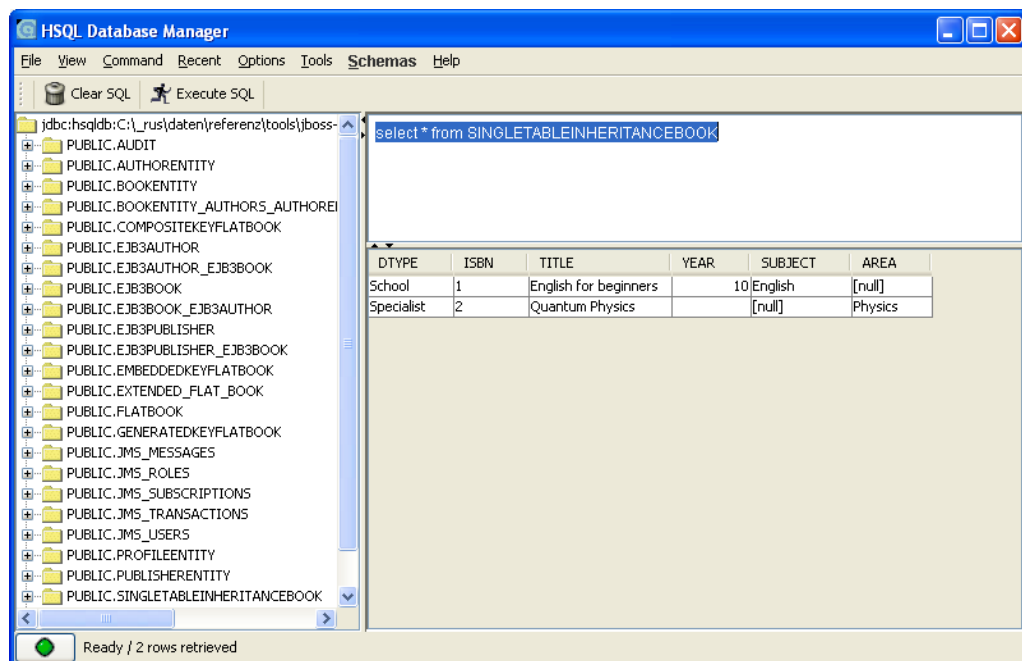 HSQL Database Manager
File View Command Recent Options Tools Schemas Help
Clear SQL Execute SQL
jdbc:hsqldb:C:\_rus\daten\referenz\tools\jboss-
PUBLIC.AUDIT
PUBLIC.AUTHORENTITY
PUBLIC.BOOKENTITY
PUBLIC.BOOKENTITY_AUTHORS_AUTHOREI
PUBLIC.COMPOSITEKEYFLATBOOK
PUBLIC.EJB3AUTHOR
PUBLIC.EJB3AUTHOR_EJB3BOOK
PUBLIC.EJB3BOOK
PUBLIC.EJB3BOOK_EJB3AUTHOR
PUBLIC.EJB3PUBLISHER
PUBLIC.EJB3PUBLISHER_EJB3BOOK
PUBLIC.EMBEDDEDKEYFLATBOOK
PUBLIC.EXTENDED_FLAT_BOOK
PUBLIC.FLATBOOK
PUBLIC.GENERATEDKEYFLATBOOK
PUBLIC.JMS_MESSAGES
PUBLIC.JMS_ROLES
PUBLIC.JMS_SUBSCRIPTIONS
PUBLIC.JMS_TRANSACTIONS
PUBLIC.JMS_USERS
PUBLIC.PROFILEENTITY
PUBLIC.PUBLISHERENTITY
PUBLIC.SINGLETABLEINHERITANCEBOOK
select * from SINGLETABLEINHERITANCEBOOK
DTYPE ISBN TITLE YEAR SUBJECT AREA
School 1 English for beginners 10 English [null]
Specialist 2 Quantum Physics [null] Physics
Ready / 2 rows retrieved